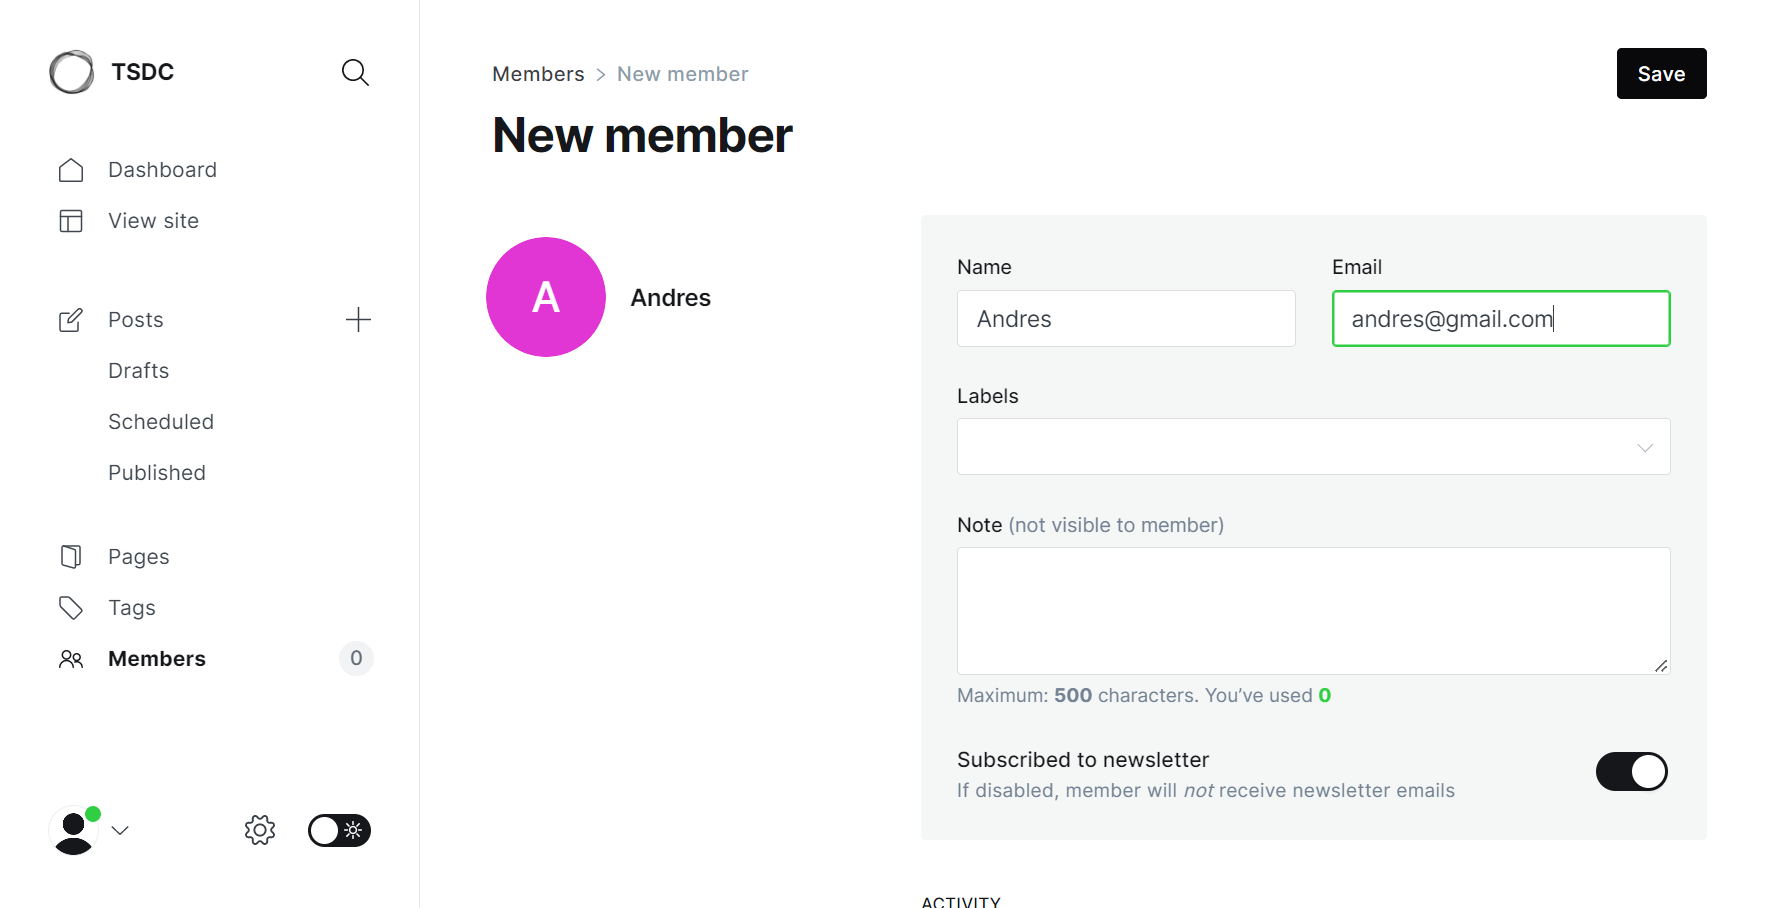 TSDC
Dashboard
View site
Posts
Drafts
Scheduled
Published
Pages
Tags
Members 0
Members > New member
Save
New member
A
Andres
Name
Email
Andres
andres@gmail.com
Labels
Note (not visible to member)
Maximum: 500 characters. You’ve used 0
Subscribed to newsletter
If disabled, member will not receive newsletter emails
ACTIVITY